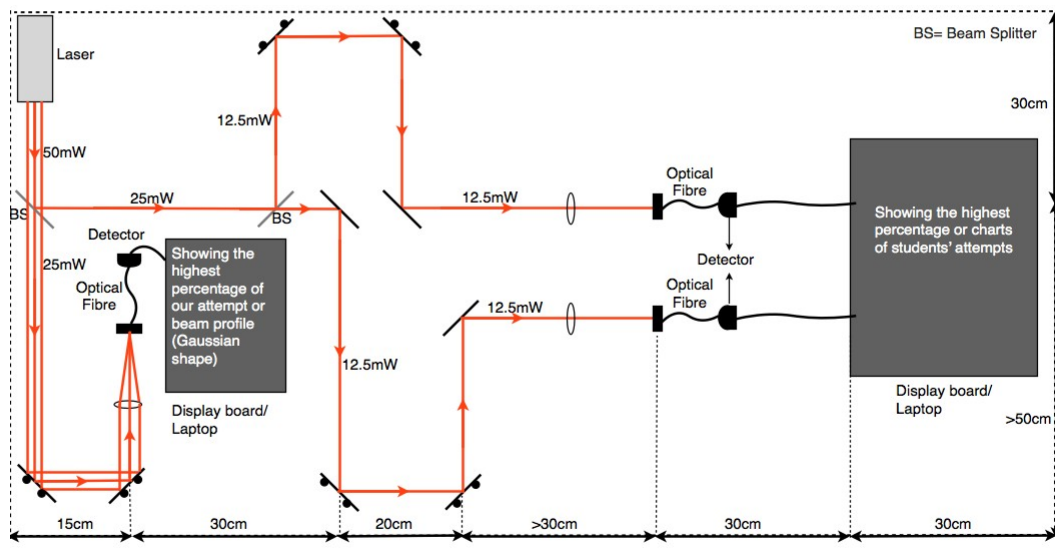 BS= Beam Splitter
Laser
30cm
12.5mW
50mW
Optical
Fibre
25mW
12.5mW
BS
BS
Showing the highest
percentage or charts
of students' attempts
Detector
Showing the
highest
percentage of
our attempt or
beam profile
(Gaussian
shape)
25mW
Detector
Optical
Fibre
Optical
Fibre
12.5mW
12.5mW
Display board/
Laptop
Display board/
Laptop
>50cm
15cm
30cm
20cm
>30cm
30cm
30cm